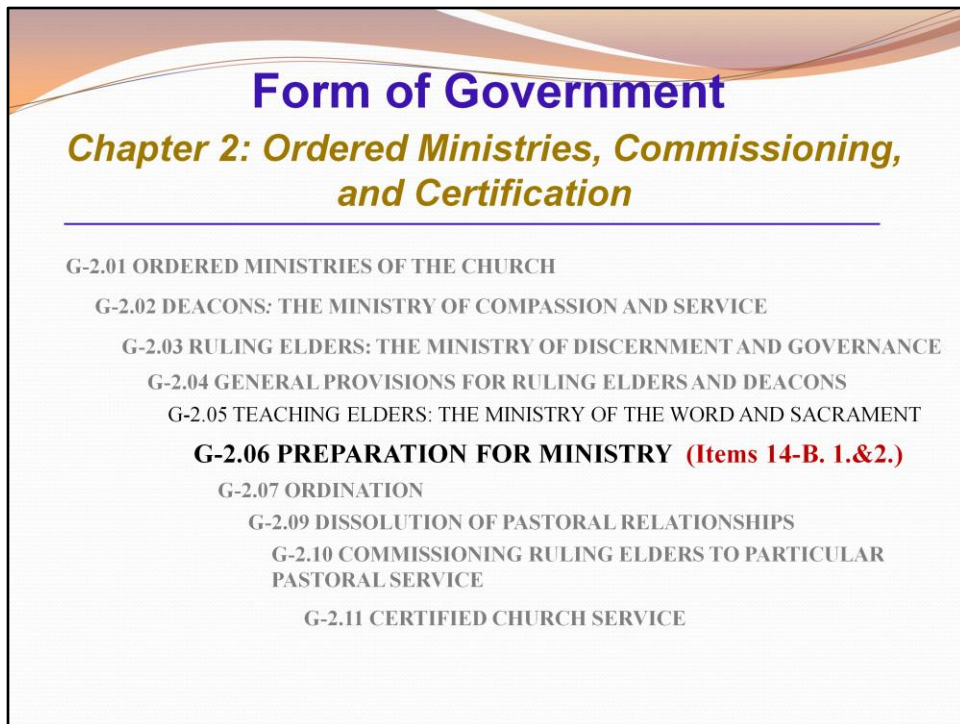 Form of Government
Chapter 2: Ordered Ministries, Commissioning,
and Certification
G-2.01 ORDERED MINISTRIES OF THE CHURCH
G-2.02 DEACONS: THE MINISTRY OF COMPASSION AND SERVICE
G-2.03 RULING ELDERS: THE MINISTRY OF DISCERNMENT AND GOVERNANCE
G-2.04 GENERAL PROVISIONS FOR RULING ELDERS AND DEACONS
G-2.05 TEACHING ELDERS: THE MINISTRY OF THE WORD AND SACRAMENT
G-2.06 PREPARATION FOR MINISTRY (Items 14-B. 1.&2.)
G-2.07 ORDINATION
G-2.09 DISSOLUTION OF PASTORAL RELATIONSHIPS
G-2.10 COMMISSIONING RULING ELDERS TO PARTICULAR
PASTORAL SERVICE
G-2.11 CERTIFIED CHURCH SERVICE